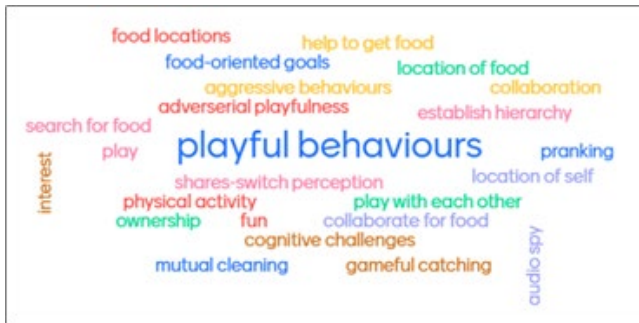 food locations
help to get food
food-oriented goals
location of food
aggressive behaviours
collaboration
adverserial playfulness
establish hierarchy
search for food
play
playful behaviours
pranking
interest
shares-switch perception
location of self
physical activity
play with each other
ownership
fun
collaborate for food
cognitive challenges
audio spy
mutual cleaning
gameful catching